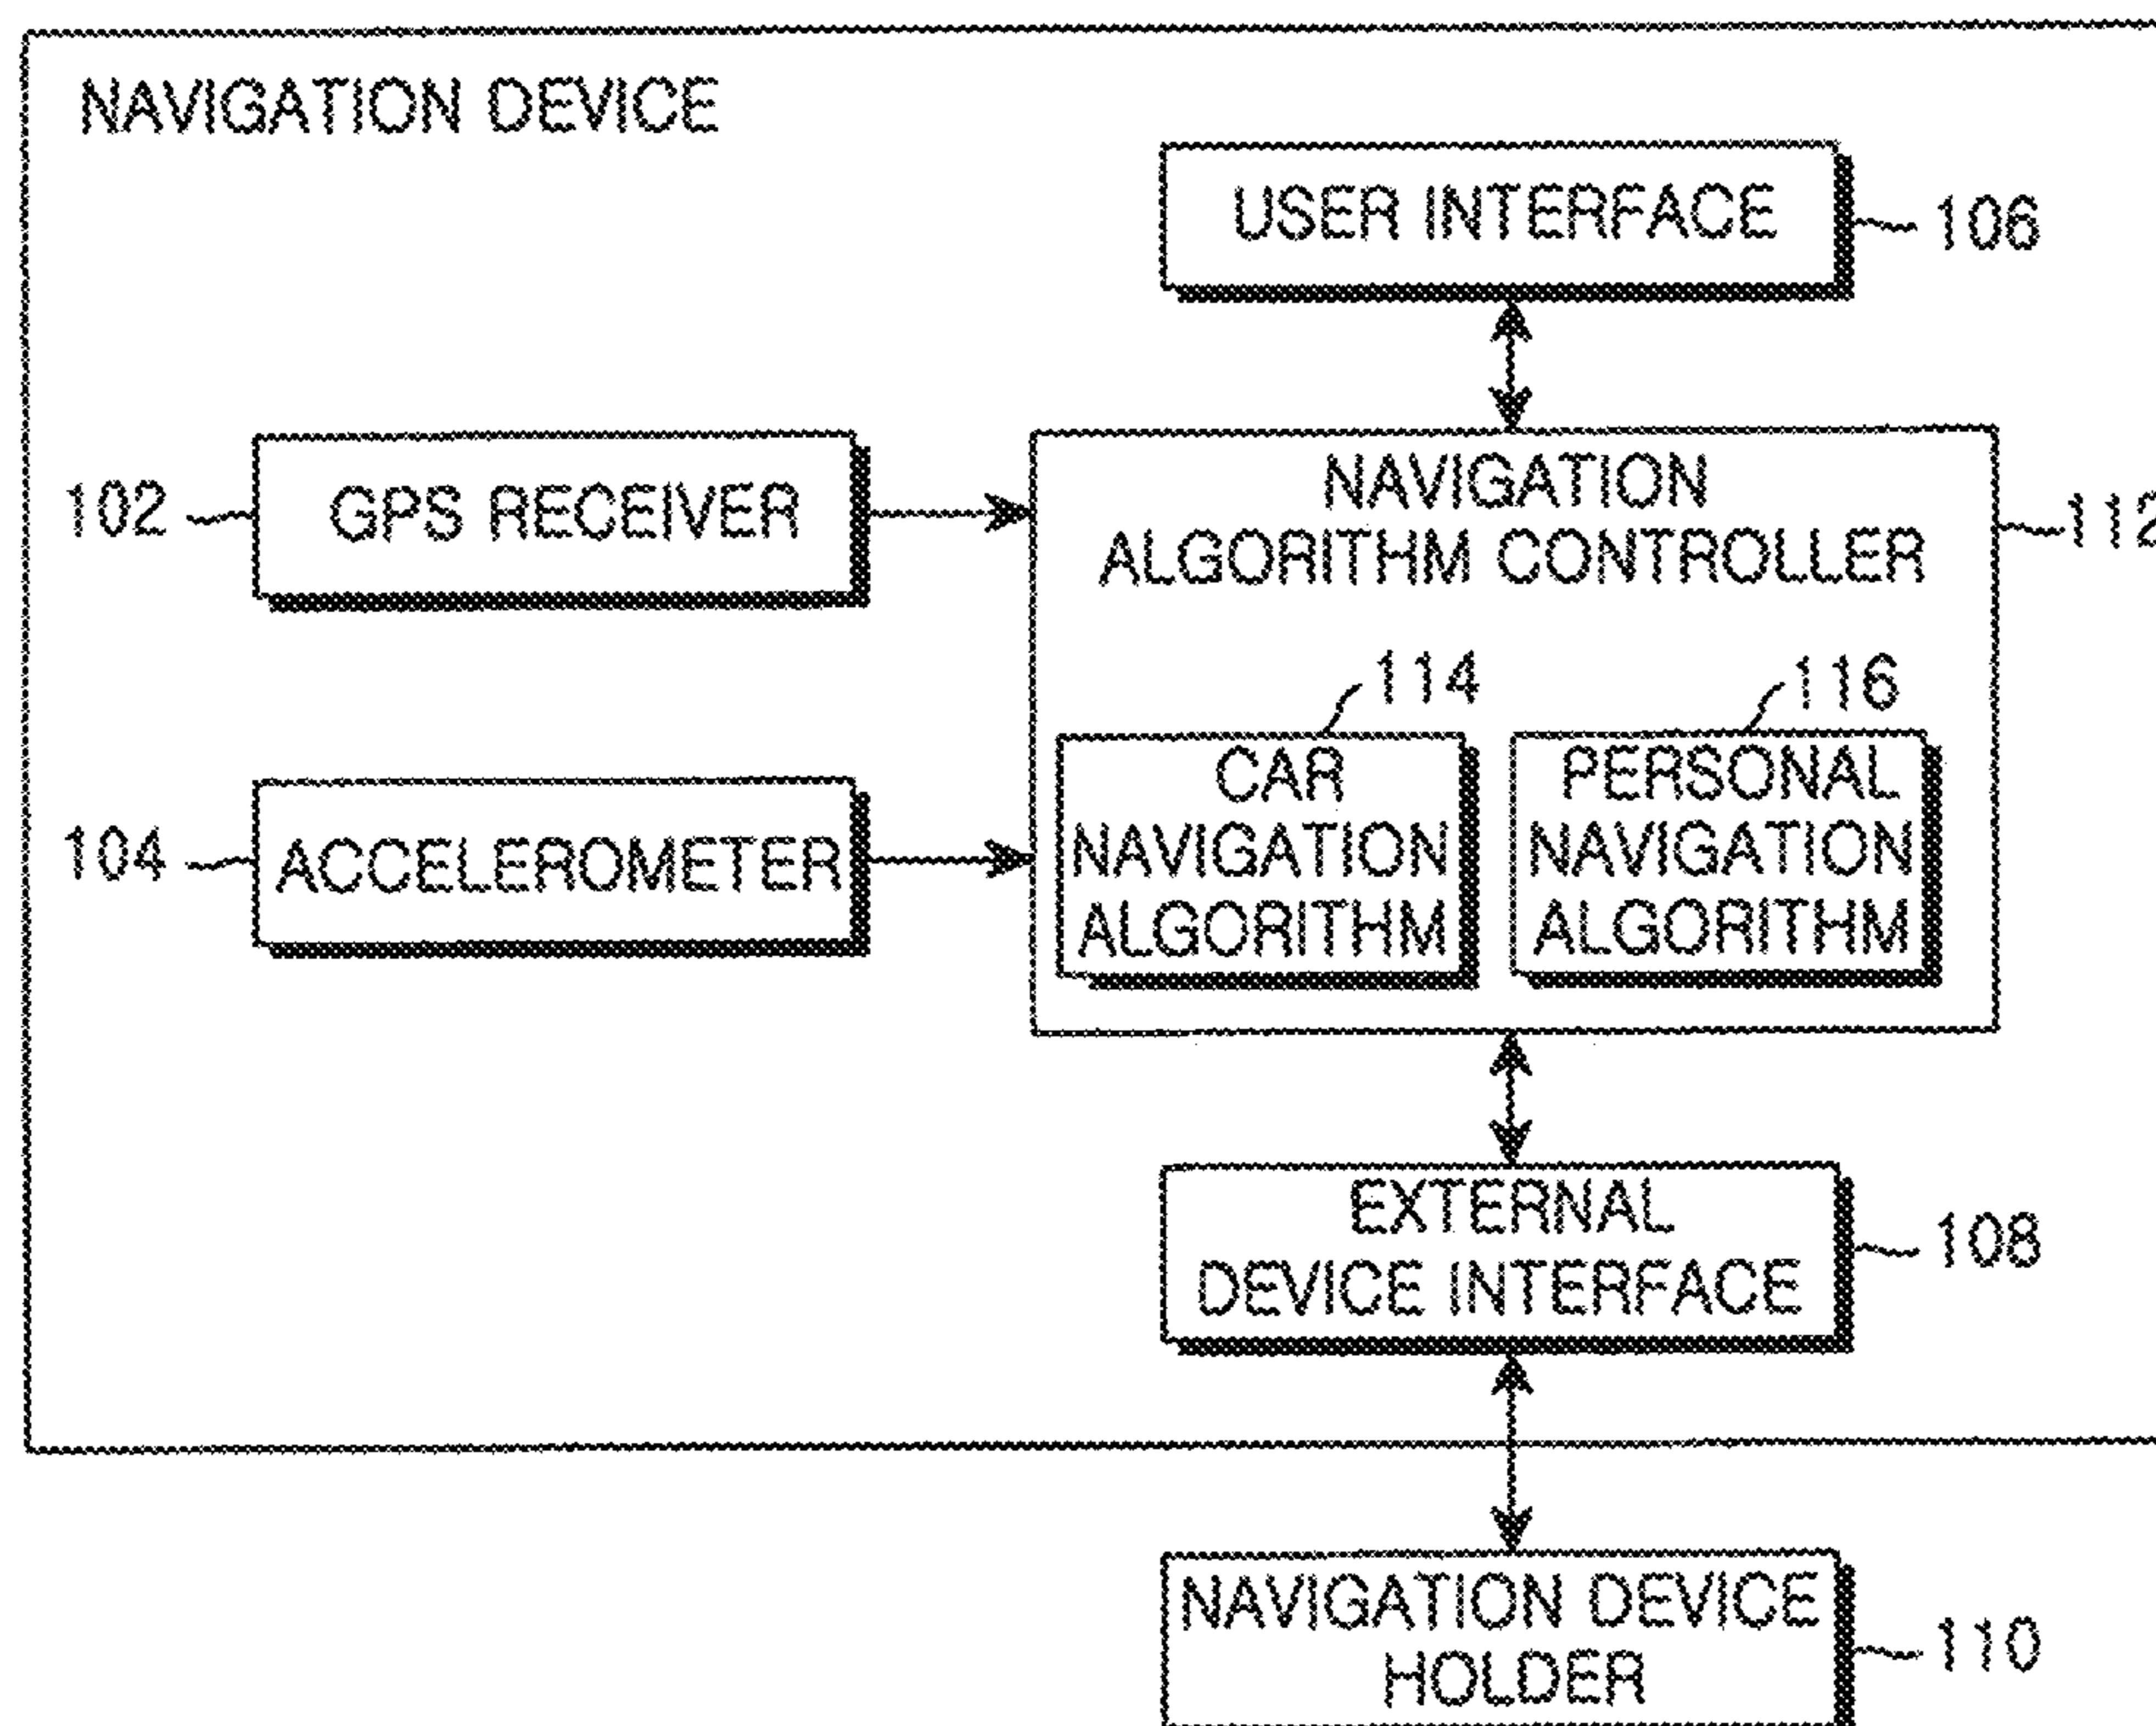 NAVIGATION DEVICE
USER INTERFACE
106
102
GPS RECEIVER
NAVIGATION
ALGORITHM CONTROLLER
112
114
116
104
ACCELEROMETER
CAR
NAVIGATION
ALGORITHM
PERSONAL
NAVIGATION
ALGORITHM
EXTERNAL
DEVICE INTERFACE
108
NAVIGATION DEVICE
HOLDER
110